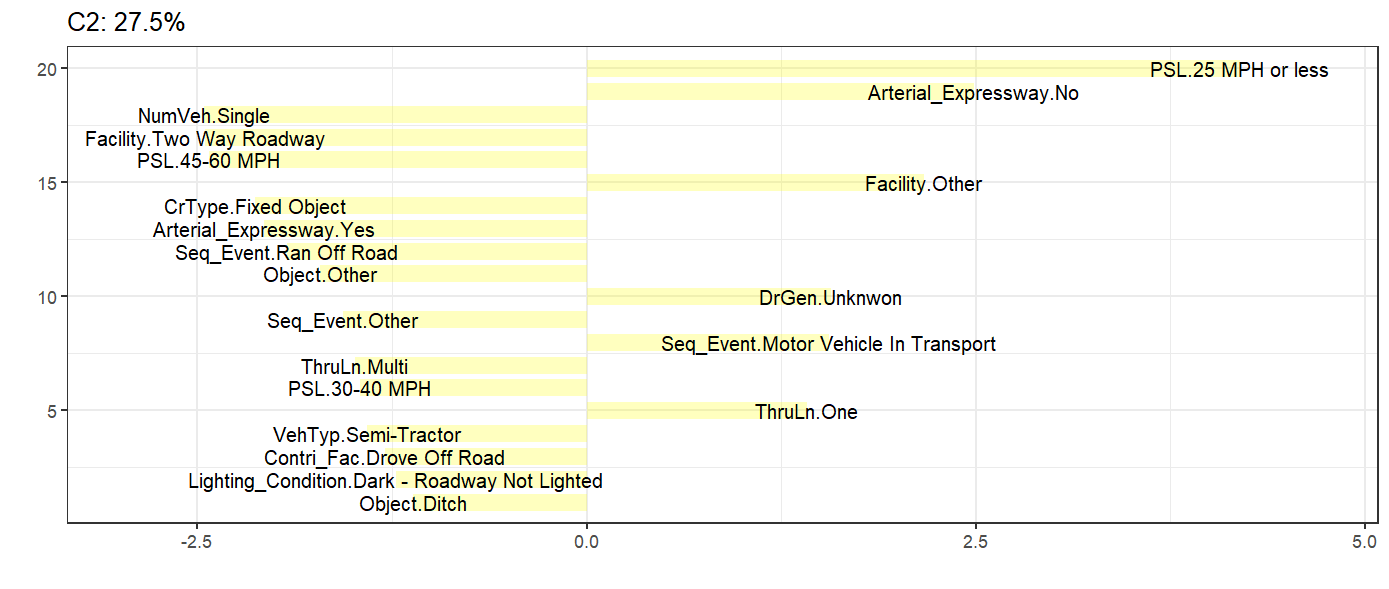 C2: 27.5%
20
PSL.25 MPH or less
Arterial_Expressway.No
NumVeh.Single
Facility.Two Way Roadway
PSL.45-60 MPH
15
Facility.Other
CrType.Fixed Object
Arterial_Expressway.Yes
Seq_Event.Ran Off Road
Object.Other
10
DrGen.Unknwon
Seq_Event.Other
Seq_Event.Motor Vehicle In Transport
ThruLn.Multi
PSL.30-40 MPH
5
ThruLn.One
VehTyp.Semi-Tractor
Contri_Fac.Drove Off Road
Lighting_Condition.Dark - Roadway Not Lighted
Object.Ditch
-2.5 0.0 2.5 5.0